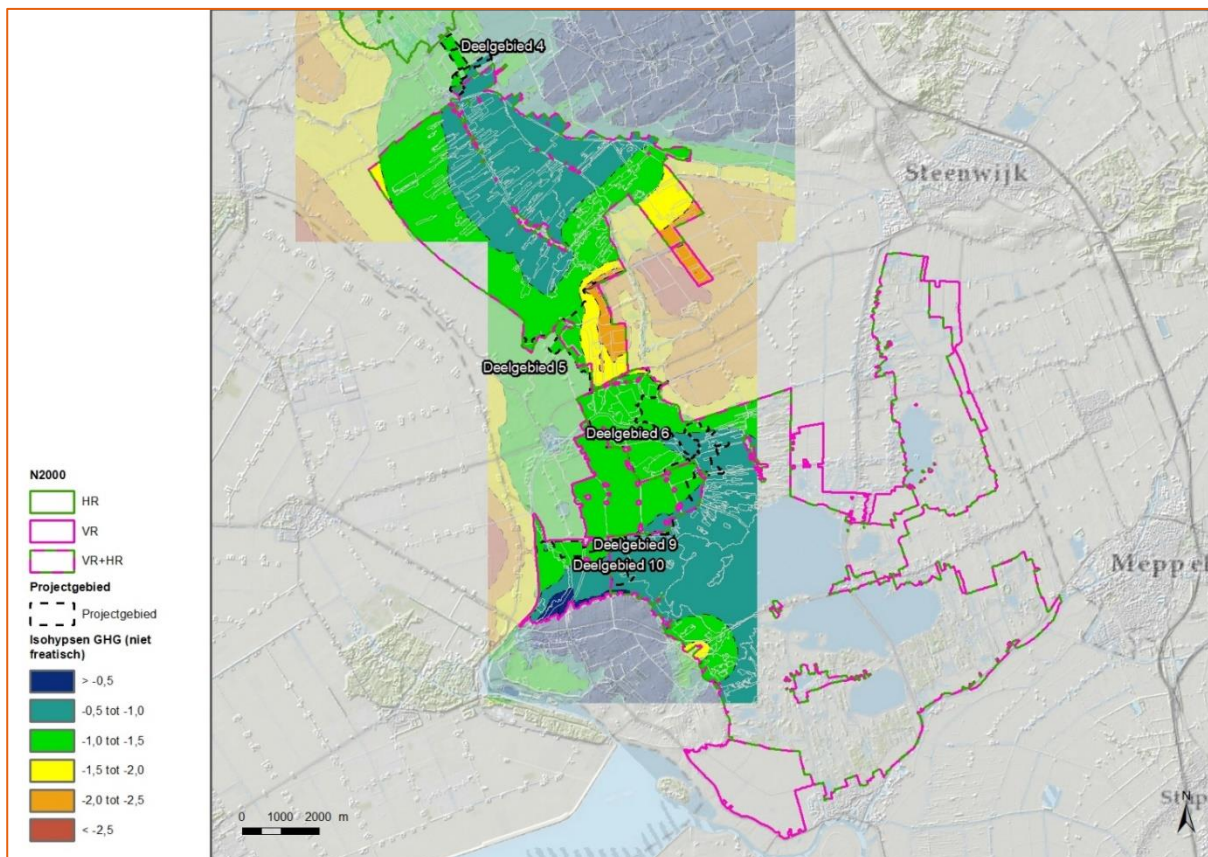 Deelgebied 4
Steenwijk
Deelgebied 5
Deelgebied 6
Deelgebied 9
Deelgebied 10
Meppel
N2000
HR
VR
VR+HR
Projectgebied
Projectgebied
Isohypsen GHG (niet
freatisch)
> -0,5
-0,5 tot -1,0
-1,0 tot -1,5
-1,5 tot -2,0
-2,0 tot -2,5
< -2,5
0 1000 2000 m
N